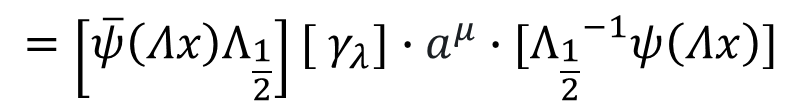 = [ψ̄(Λx)Λ_{1/2}] [ γ_λ] · a^μ · [Λ_{1/2}^{-1}ψ(Λx)]